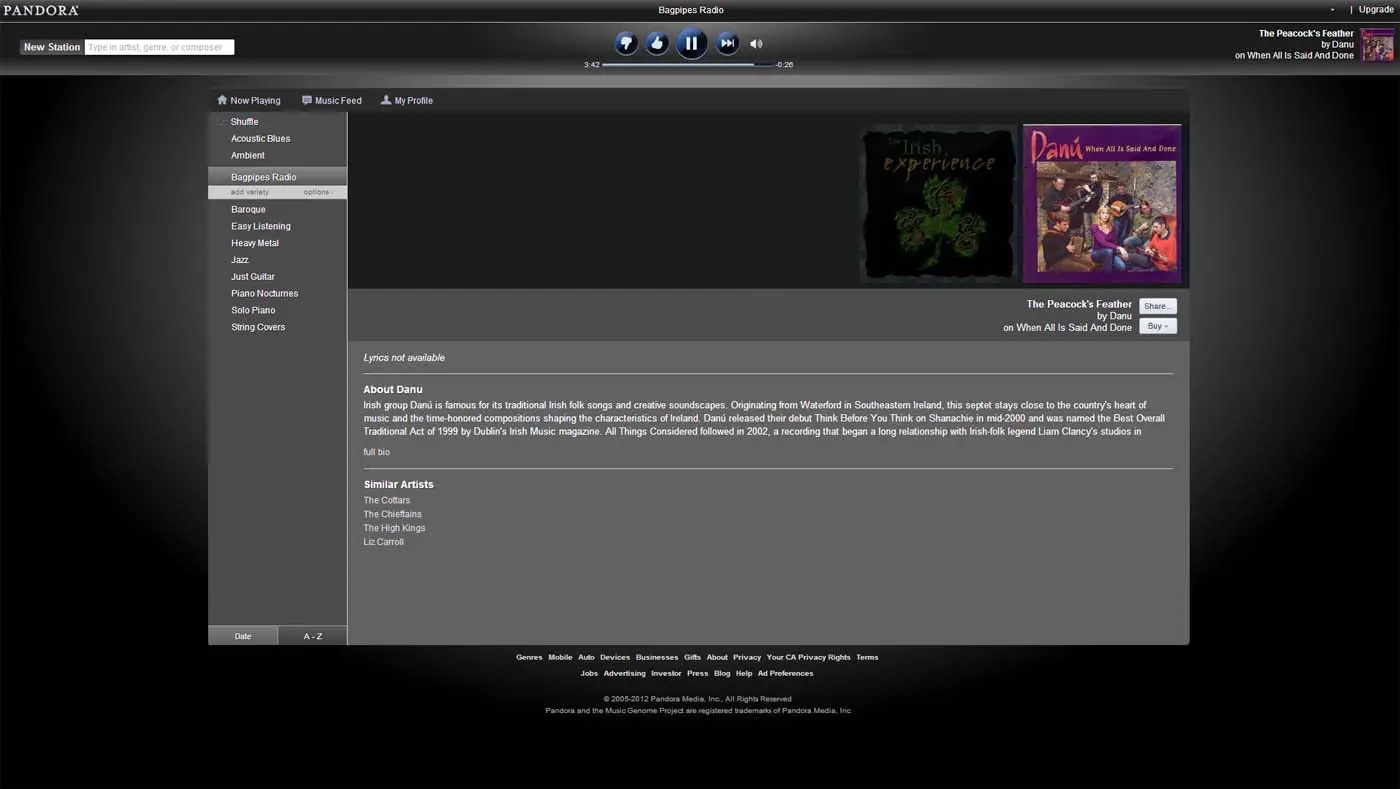 PANDORA
Bagpipes Radio
| Upgrade
New Station
Type in artist, genre, or composer
3:42
-0:26
The Peacock's Feather
by Danu
on When All Is Said And Done
Now Playing
Music Feed
My Profile
Shuffle
Acoustic Blues
Ambient
Bagpipes Radio
add variety
options
Baroque
Easy Listening
Heavy Metal
Jazz
Just Guitar
Piano Nocturnes
Solo Piano
String Covers
Date
A - Z
Irish
experience
Danú When All Is Said And Done
The Peacock's Feather
by Danu
on When All Is Said And Done
Share...
Buy
Lyrics not available
About Danu
Irish group Danú is famous for its traditional Irish folk songs and creative soundscapes. Originating from Waterford in Southeastern Ireland, this septet stays close to the country's heart of
music and the time-honored compositions shaping the characteristics of Ireland. Danú released their debut Think Before You Think on Shanachie in mid-2000 and was named the Best Overall
Traditional Act of 1999 by Dublin's Irish Music magazine. All Things Considered followed in 2002, a recording that began a long relationship with Irish-folk legend Liam Clancy's studios in
full bio
Similar Artists
The Cottars
The Chieftains
The High Kings
Liz Carroll
Genres Mobile Auto Devices Businesses Gifts About Privacy Your CA Privacy Rights Terms
Jobs Advertising Investor Press Blog Help Ad Preferences
© 2005-2012 Pandora Media, Inc., All Rights Reserved
Pandora and the Music Genome Project are registered trademarks of Pandora Media, Inc.